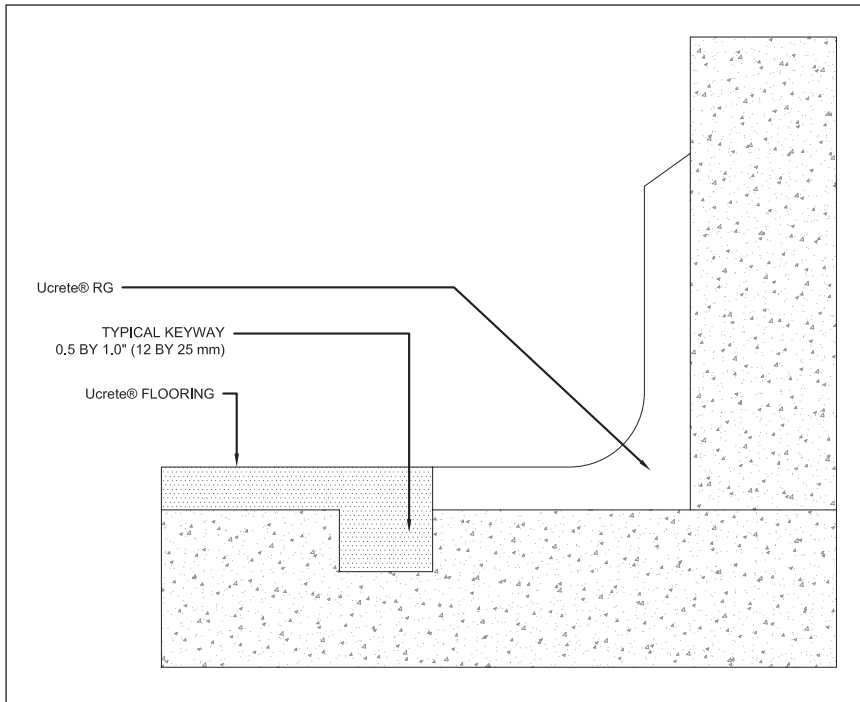 Ucrete® RG
TYPICAL KEYWAY
0.5 BY 1.0" (12 BY 25 mm)
Ucrete® FLOORING